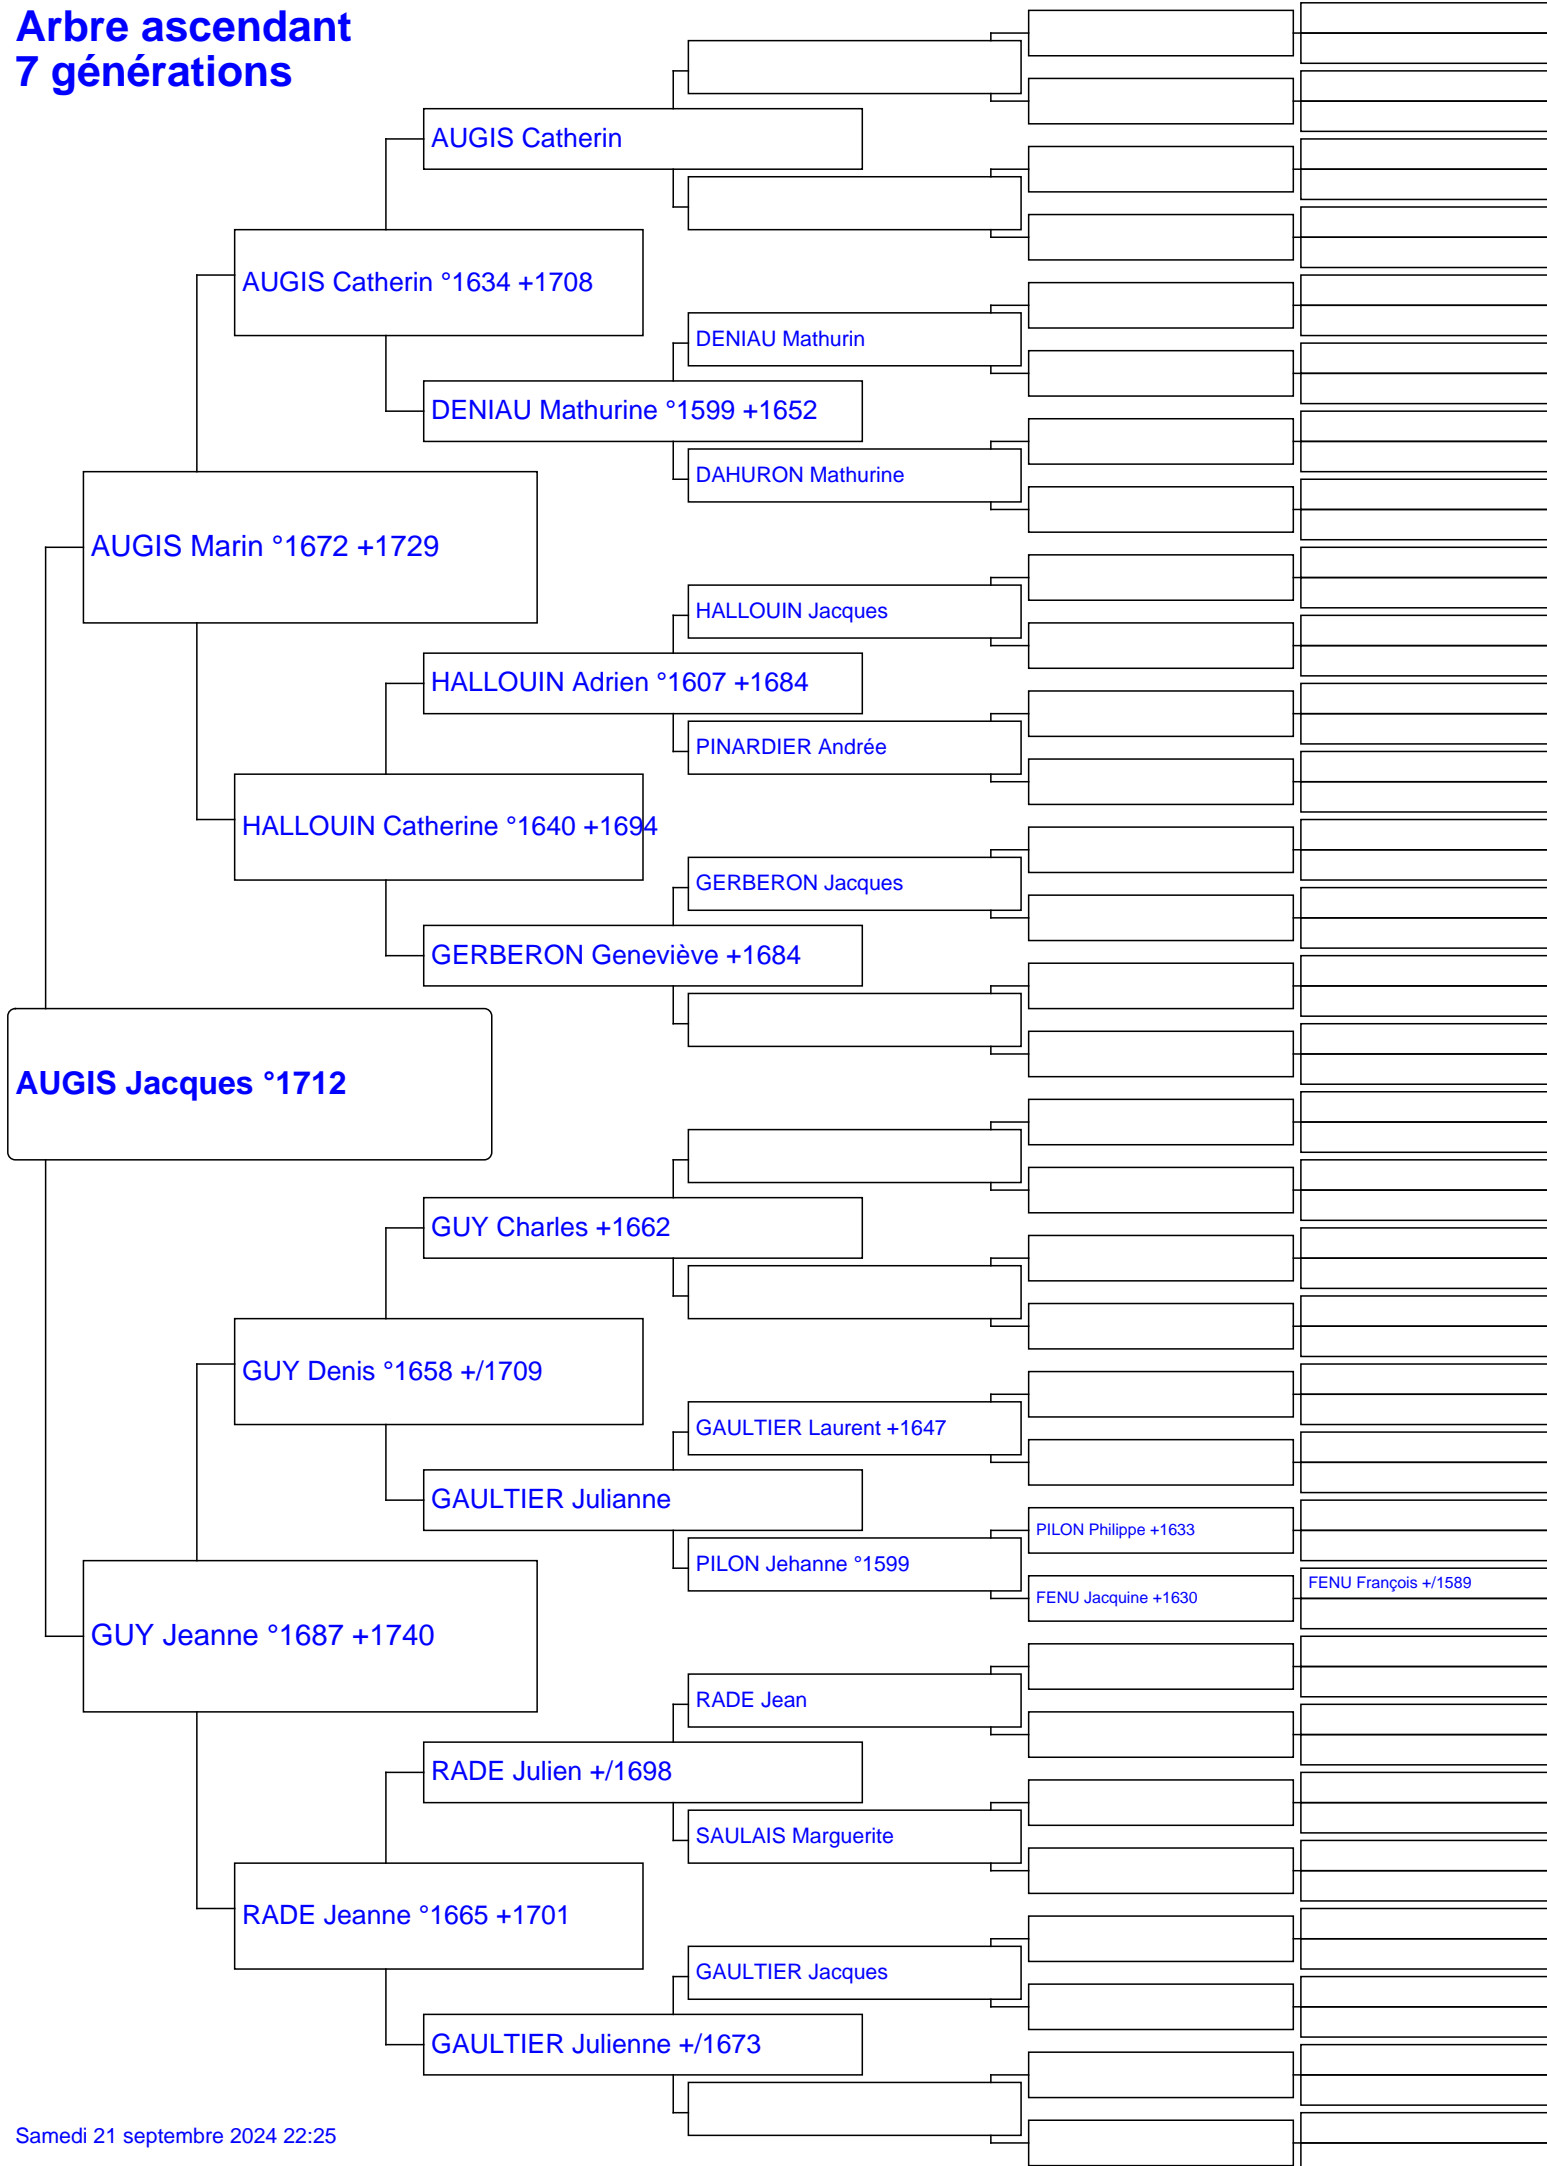 Arbre ascendant
7 générations
AUGIS Catherin
AUGIS Catherin °1634 +1708
DENIAU Mathurin
DENIAU Mathurine °1599 +1652
DAHURON Mathurine
AUGIS Marin °1672 +1729
HALLOUIN Jacques
HALLOUIN Adrien °1607 +1684
PINARDIER Andrée
HALLOUIN Catherine °1640 +1694
GERBERON Jacques
GERBERON Geneviève +1684
AUGIS Jacques °1712
GUY Charles +1662
GUY Denis °1658 +/1709
GAULTIER Laurent +1647
GAULTIER Julianne
PILON Philippe +1633
PILON Jehanne °1599
FENU François +/1589
FENU Jacquine +1630
GUY Jeanne °1687 +1740
RADE Jean
RADE Julien +/1698
SAULAIS Marguerite
RADE Jeanne °1665 +1701
GAULTIER Jacques
GAULTIER Julienne +/1673
Samedi 21 septembre 2024 22:25